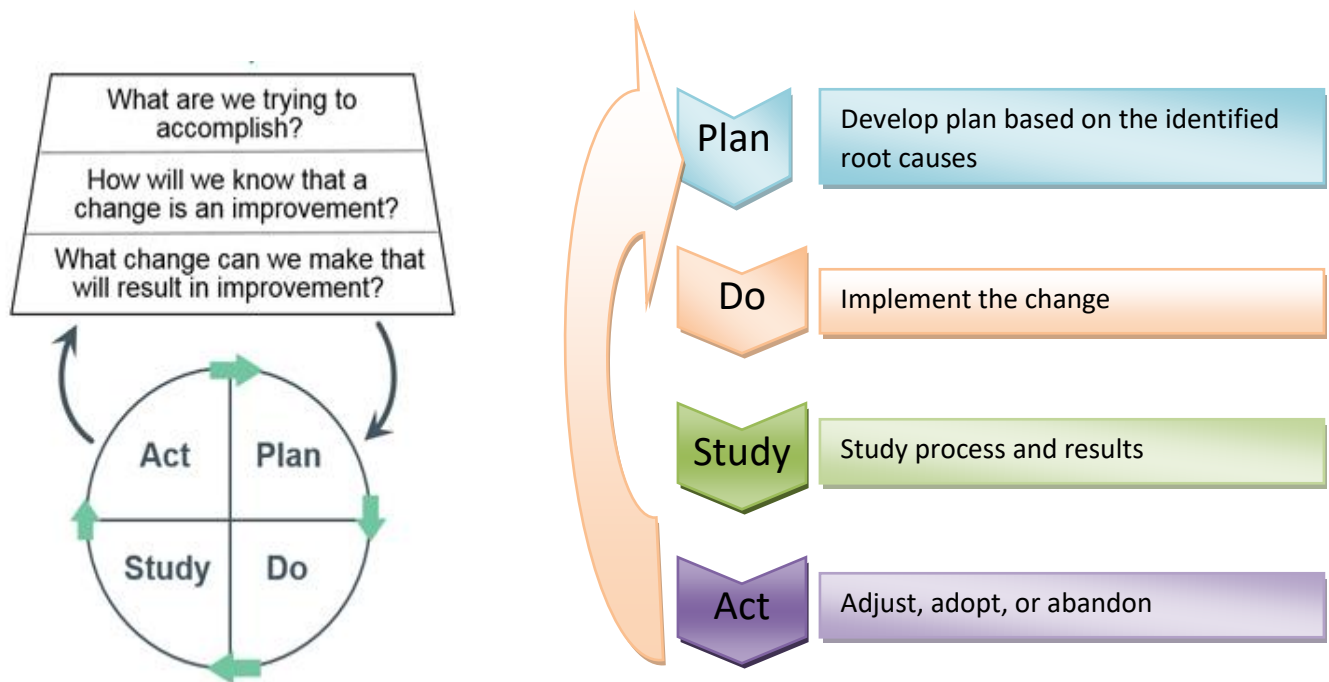 What are we trying to
accomplish?
How will we know that a
change is an improvement?
What change can we make that
will result in improvement?
Act
Plan
Study
Do
Plan
Develop plan based on the identified
root causes
Do
Implement the change
Study
Study process and results
Act
Adjust, adopt, or abandon